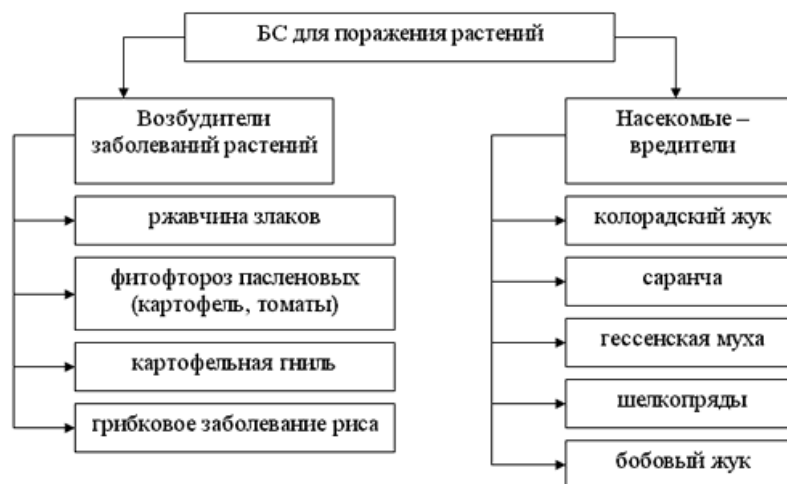 БС для поражения растений
Возбудители
заболеваний растений
ржавчина злаков
фитофтороз пасленовых
(картофель, томаты)
картофельная гниль
грибковое заболевание риса
Насекомые –
вредители
колорадский жук
саранча
гессенская муха
шелкопряды
бобовый жук